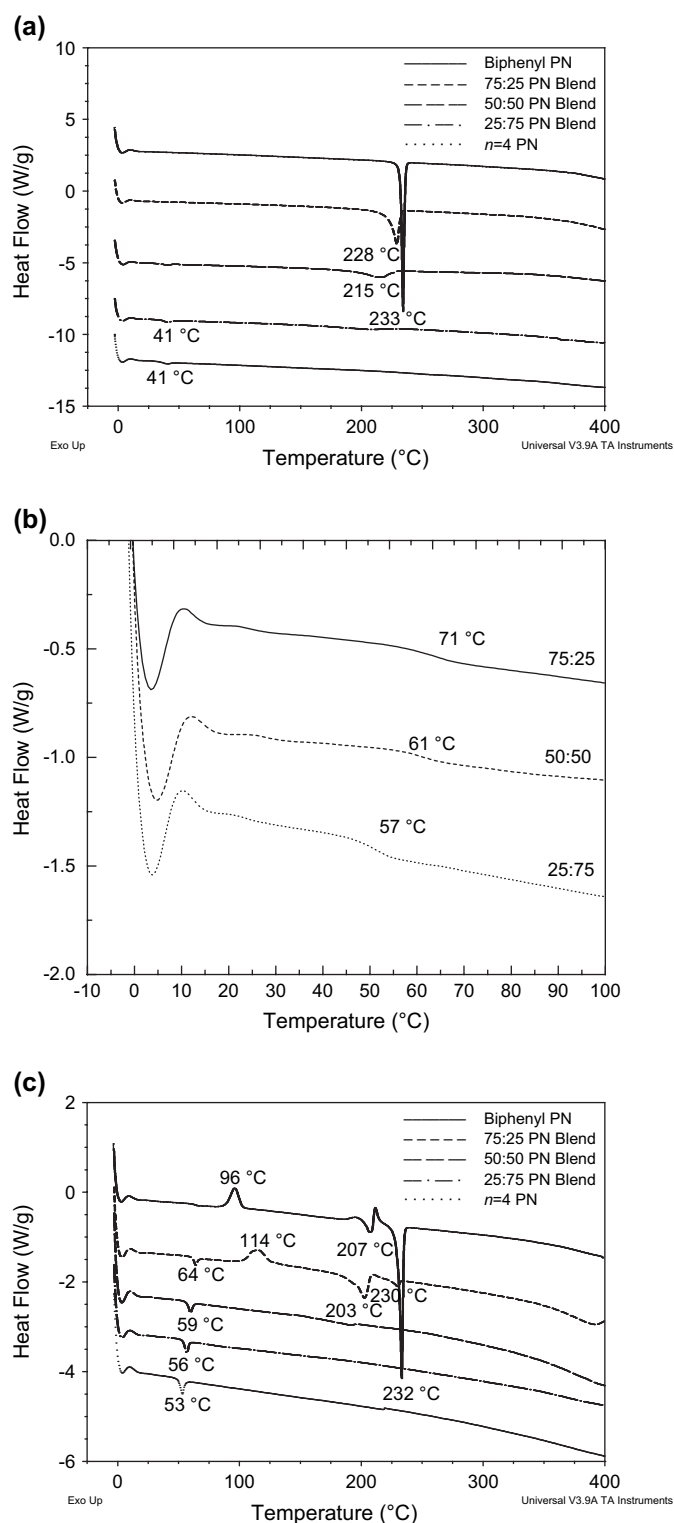 (a)
Biphenyl PN
75:25 PN Blend
50:50 PN Blend
25:75 PN Blend
n=4 PN
10
5
0
-5
-10
-15
Heat Flow (W/g)
228 °C
215 °C
233 °C
41 °C
41 °C
0 100 200 300 400
Exo Up
Temperature (°C)
Universal V3.9A TA Instruments
(b)
0.0
-0.5
-1.0
-1.5
-2.0
Heat Flow (W/g)
71 °C
75:25
61 °C
50:50
57 °C
25:75
-10 0 10 20 30 40 50 60 70 80 90 100
Temperature (°C)
(c)
Biphenyl PN
75:25 PN Blend
50:50 PN Blend
25:75 PN Blend
n=4 PN
2
0
-2
-4
-6
Heat Flow (W/g)
96 °C
114 °C
207 °C
64 °C
230 °C
203 °C
59 °C
56 °C
53 °C
232 °C
0 100 200 300 400
Exo Up
Temperature (°C)
Universal V3.9A TA Instruments